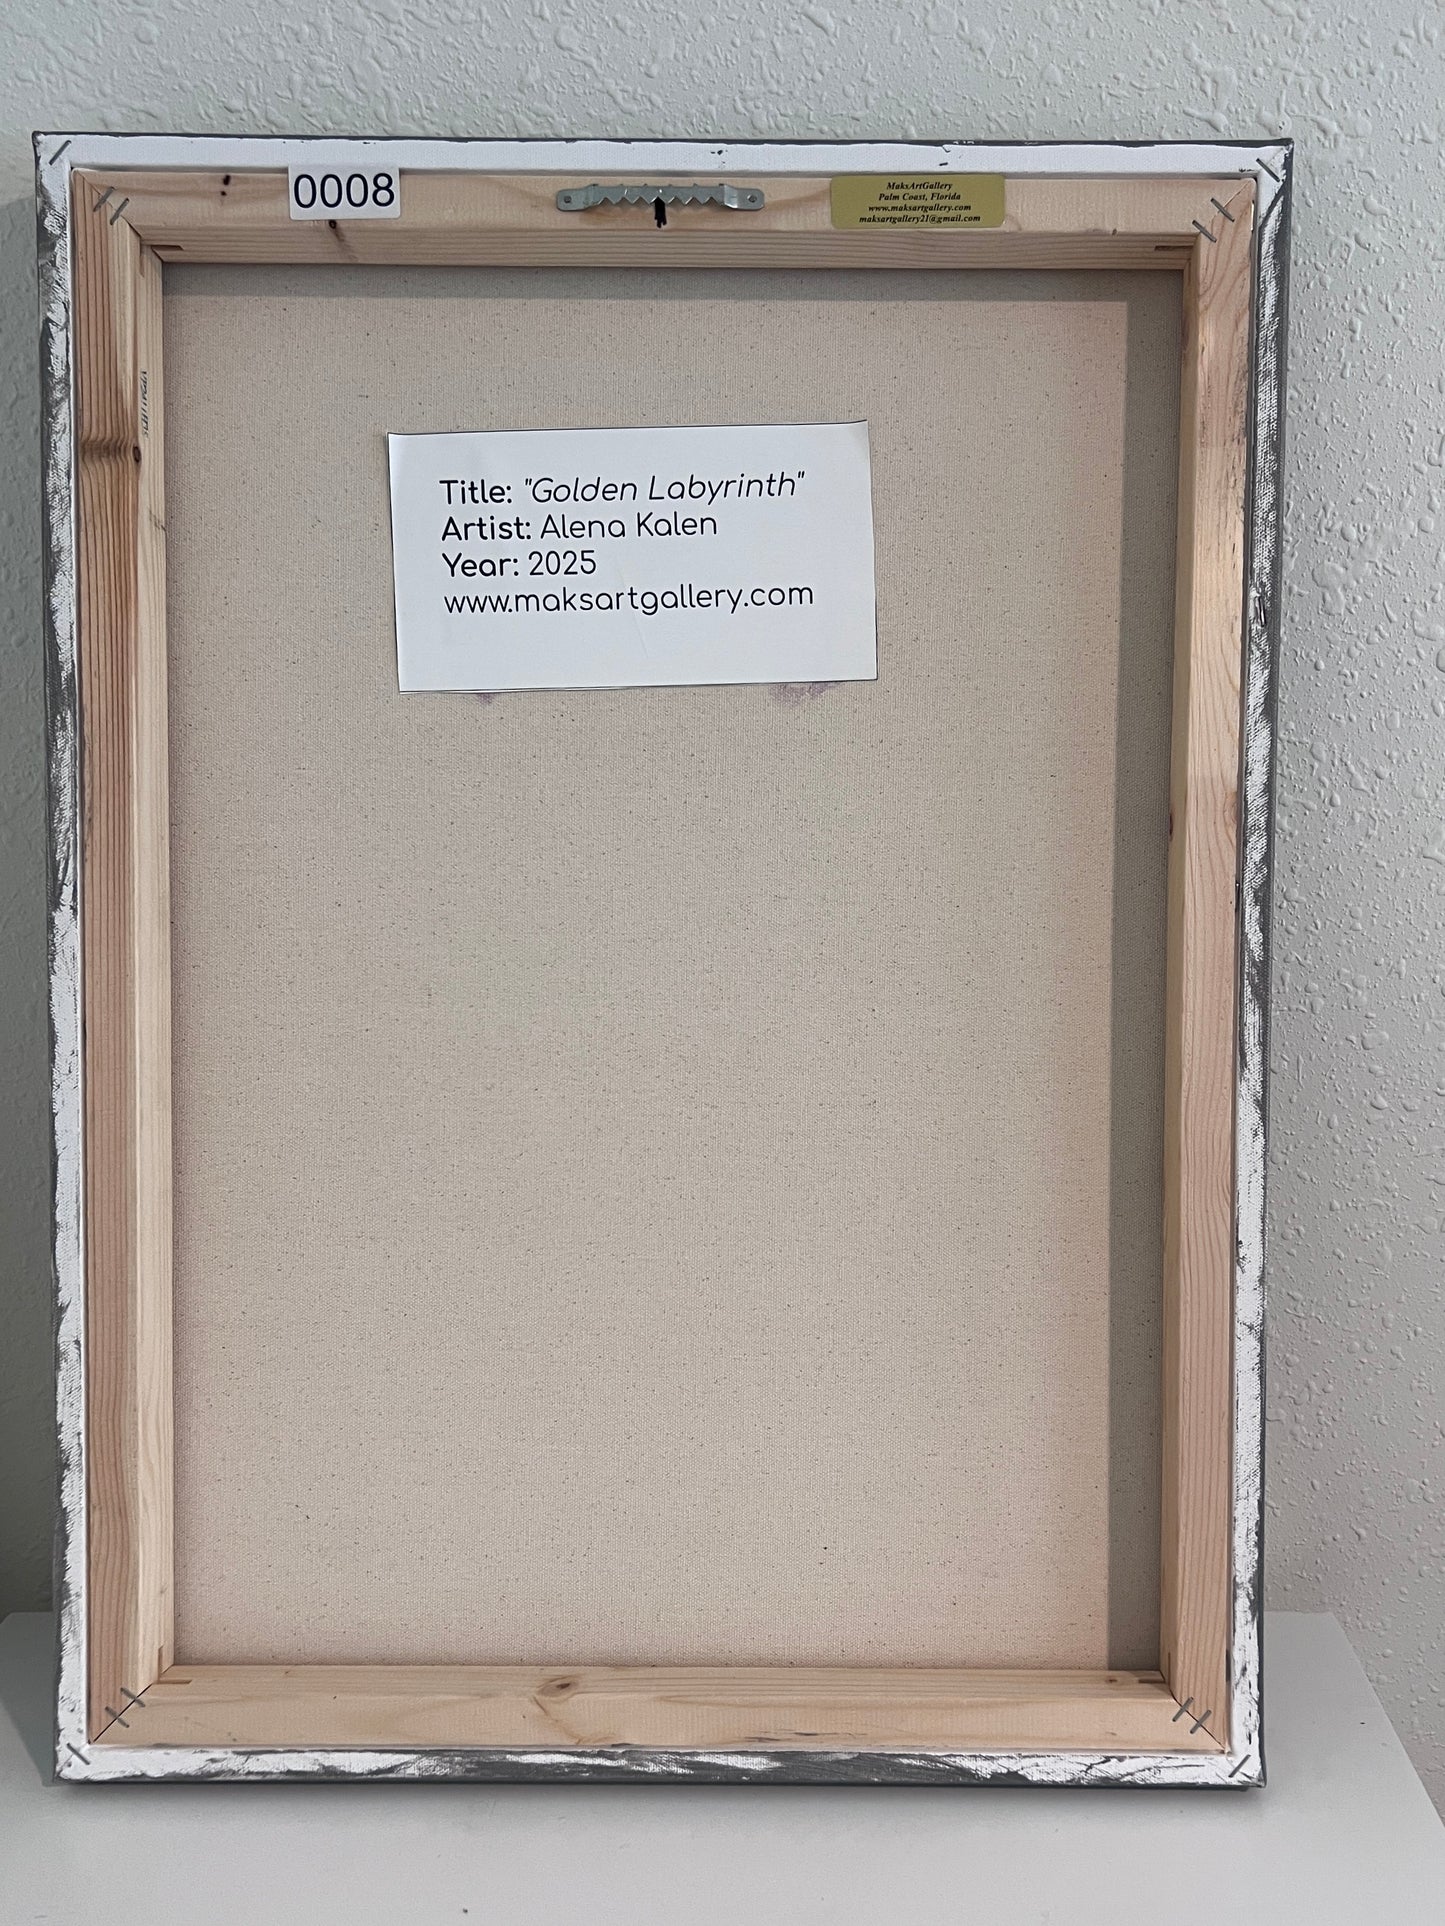 0008
MaksArtGallery
Palm Coast, Florida
www.maksartgallery.com
maksartgallery21@gmail.com
Title: "Golden Labyrinth"
Artist: Alena Kalen
Year: 2025
www.maksartgallery.com